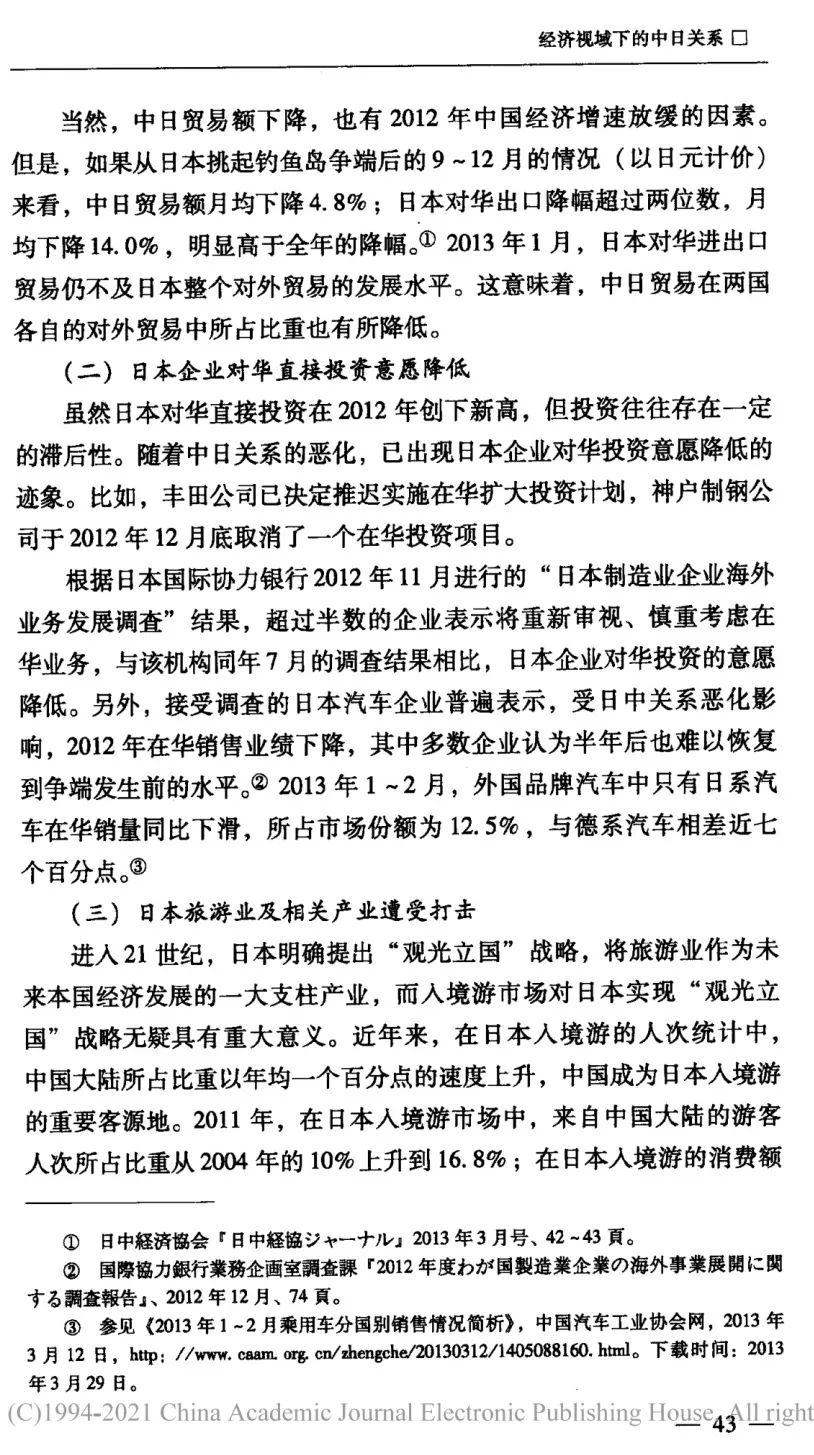 经济视域下的中日关系 □
当然，中日贸易额下降，也有 2012 年中国经济增速放缓的因素。
但是，如果从日本挑起钓鱼岛争端后的 9 ~ 12 月的情况（以日元计价）
来看，中日贸易额月均下降 4.8%；日本对华出口降幅超过两位数，月
均下降 14.0%，明显高于全年的降幅。① 2013 年 1 月，日本对华进出口
贸易仍不及日本整个对外贸易的发展水平。这意味着，中日贸易在两国
各自的对外贸易中所占比重也有所降低。
（二）日本企业对华直接投资意愿降低
虽然日本对华直接投资在 2012 年创下新高，但投资往往存在一定
的滞后性。随着中日关系的恶化，已出现日本企业对华投资意愿降低的
迹象。比如，丰田公司已决定推迟实施在华扩大投资计划，神户制钢公
司于 2012 年 12 月底取消了一个在华投资项目。
根据日本国际协力银行 2012 年 11 月进行的“日本制造业企业海外
业务发展调查”结果，超过半数的企业表示将重新审视、慎重考虑在
华业务，与该机构同年 7 月的调查结果相比，日本企业对华投资的意愿
降低。另外，接受调查的日本汽车企业普遍表示，受日中关系恶化影
响，2012 年在华销售业绩下降，其中多数企业认为半年后也难以恢复
到争端发生前的水平。② 2013 年 1 ~ 2 月，外国品牌汽车中只有日系汽
车在华销量同比下滑，所占市场份额为 12.5%，与德系汽车相差近七
个百分点。③
（三）日本旅游业及相关产业遭受打击
进入 21 世纪，日本明确提出“观光立国”战略，将旅游业作为未
来本国经济发展的一大支柱产业，而入境游市场对日本实现“观光立
国”战略无疑具有重大意义。近年来，在日本入境游的人次统计中，
中国大陆所占比重以年均一个百分点的速度上升，中国成为日本入境游
的重要客源地。2011 年，在日本入境游市场中，来自中国大陆的游客
人次所占比重从 2004 年的 10% 上升到 16.8%；在日本入境游的消费额
① 日中経済協会『日中経協ジャーナル』2013 年 3 月号、42 ~ 43 頁。
② 国際協力銀行業務企画室調査課『2012 年度わが国製造業企業の海外事業展開に関
する調査報告』、2012 年 12 月、74 頁。
③ 参见《2013 年 1 ~ 2 月乘用车分国别销售情况简析》，中国汽车工业协会网，2013 年
3 月 12 日，http：//www.caam.org.cn/zhengche/20130312/1405088160.html。下载时间：2013
年 3 月 29 日。
(C)1994-2021 China Academic Journal Electronic Publishing House. All right
— 43 —